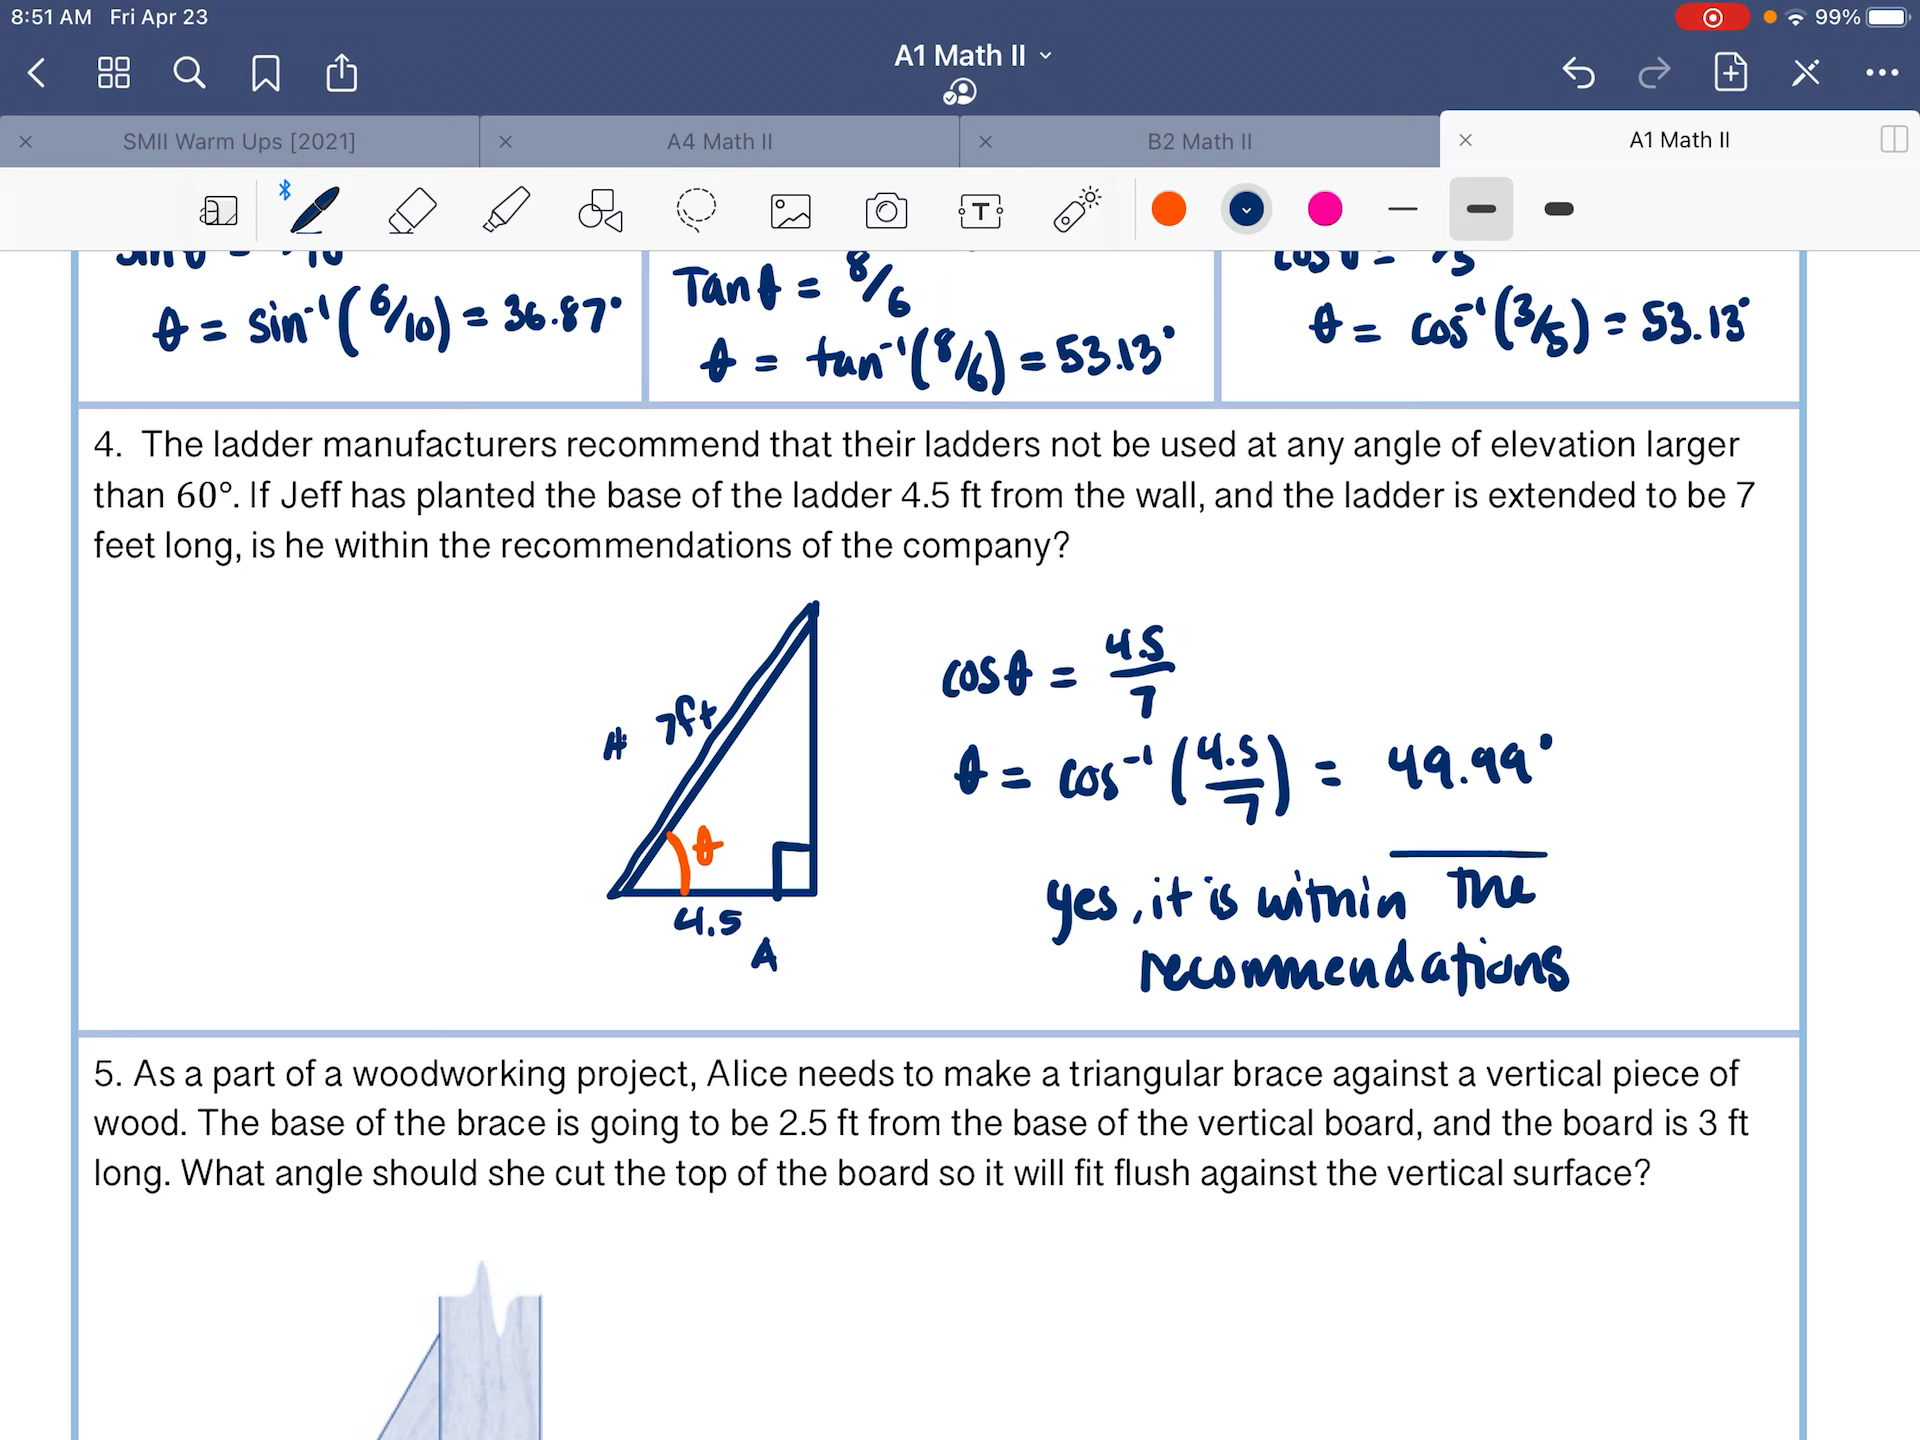 8:51 AM Fri Apr 23
99%
A1 Math II
SMII Warm Ups [2021]
A4 Math II
B2 Math II
A1 Math II
T
Tanθ = 8/6
θ = sin⁻¹(6/10) = 36.87°
θ = tan⁻¹(8/6) = 53.13°
θ = cos⁻¹(3/5) = 53.13°
4. The ladder manufacturers recommend that their ladders not be used at any angle of elevation larger
than 60°. If Jeff has planted the base of the ladder 4.5 ft from the wall, and the ladder is extended to be 7
feet long, is he within the recommendations of the company?
H 7ft
θ
4.5
A
cosθ = 4.5/7
θ = cos⁻¹(4.5/7) = 49.99°
yes, it is within the
recommendations
5. As a part of a woodworking project, Alice needs to make a triangular brace against a vertical piece of
wood. The base of the brace is going to be 2.5 ft from the base of the vertical board, and the board is 3 ft
long. What angle should she cut the top of the board so it will fit flush against the vertical surface?